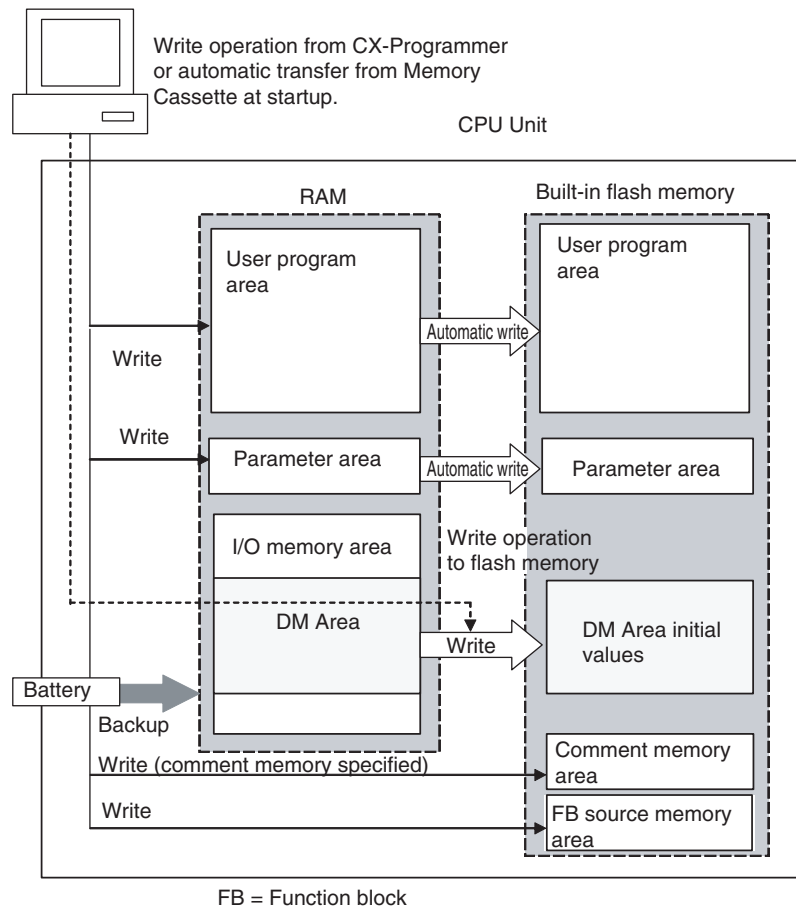 Write operation from CX-Programmer
or automatic transfer from Memory
Cassette at startup.
CPU Unit
RAM
Built-in flash memory
User program
area
User program
area
Automatic write
Write
Write
Parameter area
Automatic write
Parameter area
I/O memory area
Write operation
to flash memory
DM Area
Write
DM Area initial
values
Battery
Backup
Write (comment memory specified)
Comment memory
area
Write
FB source memory
area
FB = Function block